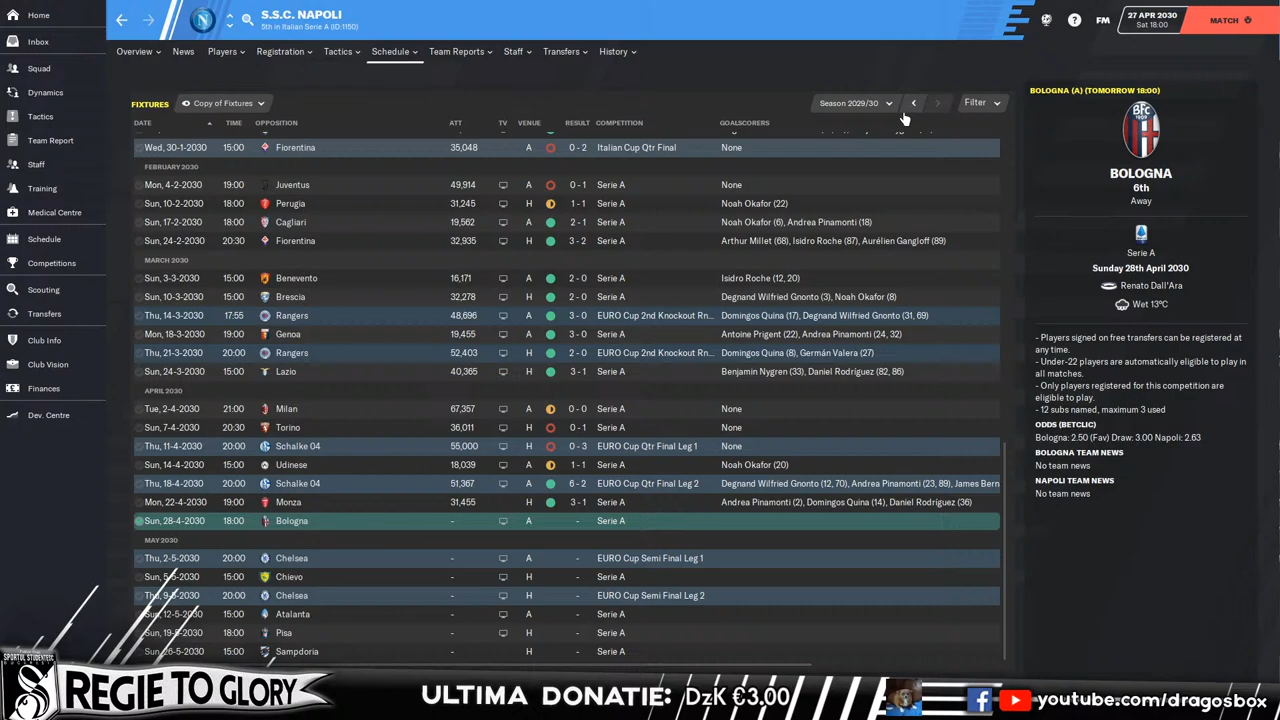 Home
Inbox
Squad
Dynamics
Tactics
Team Report
Staff
Training
Medical Centre
Schedule
Competitions
Scouting
Transfers
Club Info
Club Vision
Finances
Dev. Centre
S.S.C. NAPOLI
5th in Italian Serie A (ID:1150)
FM
27 APR 2030
Sat 18:00
MATCH
Overview News Players Registration Tactics Schedule Team Reports Staff Transfers History
FIXTURES Copy of Fixtures Season 2029/30 Filter
DATE TIME OPPOSITION ATT TV VENUE RESULT COMPETITION GOALSCORERS
Wed, 30-1-2030 15:00 Fiorentina 35,048 A 0 - 2 Italian Cup Qtr Final None
FEBRUARY 2030
Mon, 4-2-2030 19:00 Juventus 49,914 A 0 - 1 Serie A None
Sun, 10-2-2030 18:00 Perugia 31,245 H 1 - 1 Serie A Noah Okafor (22)
Sun, 17-2-2030 18:00 Cagliari 19,562 A 2 - 1 Serie A Noah Okafor (6), Andrea Pinamonti (18)
Sun, 24-2-2030 20:30 Fiorentina 32,935 H 3 - 2 Serie A Arthur Millet (68), Isidro Roche (87), Aurélien Gangloff (89)
MARCH 2030
Sun, 3-3-2030 15:00 Benevento 16,171 A 2 - 0 Serie A Isidro Roche (12, 20)
Sun, 10-3-2030 15:00 Brescia 32,278 H 2 - 0 Serie A Degnand Wilfried Gnonto (3), Noah Okafor (8)
Thu, 14-3-2030 17:55 Rangers 48,696 A 3 - 0 EURO Cup 2nd Knockout Rn... Domingos Quina (17), Degnand Wilfried Gnonto (31, 69)
Mon, 18-3-2030 19:00 Genoa 19,455 A 3 - 0 Serie A Antoine Prigent (22), Andrea Pinamonti (24, 32)
Thu, 21-3-2030 20:00 Rangers 52,403 H 2 - 0 EURO Cup 2nd Knockout Rn... Domingos Quina (8), Germán Valera (27)
Sun, 24-3-2030 15:00 Lazio 40,365 H 3 - 1 Serie A Benjamin Nygren (33), Daniel Rodríguez (82, 86)
APRIL 2030
Tue, 2-4-2030 21:00 Milan 67,357 A 0 - 0 Serie A None
Sun, 7-4-2030 20:30 Torino 36,011 H 0 - 1 Serie A None
Thu, 11-4-2030 20:00 Schalke 04 55,000 A 0 - 3 EURO Cup Qtr Final Leg 1 None
Sun, 14-4-2030 15:00 Udinese 18,039 A 1 - 1 Serie A Noah Okafor (20)
Thu, 18-4-2030 20:00 Schalke 04 51,367 H 6 - 2 EURO Cup Qtr Final Leg 2 Degnand Wilfried Gnonto (12, 70), Andrea Pinamonti (23, 89), James Bern
Mon, 22-4-2030 19:00 Monza 31,455 H 3 - 1 Serie A Andrea Pinamonti (2), Domingos Quina (14), Daniel Rodríguez (36)
Sun, 28-4-2030 18:00 Bologna - A - Serie A
MAY 2030
Thu, 2-5-2030 20:00 Chelsea - A - EURO Cup Semi Final Leg 1
Sun, 5-5-2030 15:00 Chievo - H - Serie A
Thu, 9-5-2030 20:00 Chelsea - H - EURO Cup Semi Final Leg 2
Sun, 12-5-2030 15:00 Atalanta - A - Serie A
Sun, 19-5-2030 18:00 Pisa - H - Serie A
Sun, 26-5-2030 15:00 Sampdoria - H - Serie A
BOLOGNA (A) (TOMORROW 18:00)
BFC
1909
BOLOGNA
6th
Away
Serie A
Sunday 28th April 2030
Renato Dall'Ara
Wet 13°C
- Players signed on free transfers can be registered at
any time.
- Under-22 players are automatically eligible to play in
all matches.
- Only players registered for this competition are
eligible to play.
- 12 subs named, maximum 3 used
ODDS (BETCLIC)
Bologna: 2.50 (Fav) Draw: 3.00 Napoli: 2.63
BOLOGNA TEAM NEWS
No team news
NAPOLI TEAM NEWS
No team news
SPORTUL STUDENTESC
REGIE TO GLORY
ULTIMA DONATIE: DzK €3.00
youtube.com/dragosbox